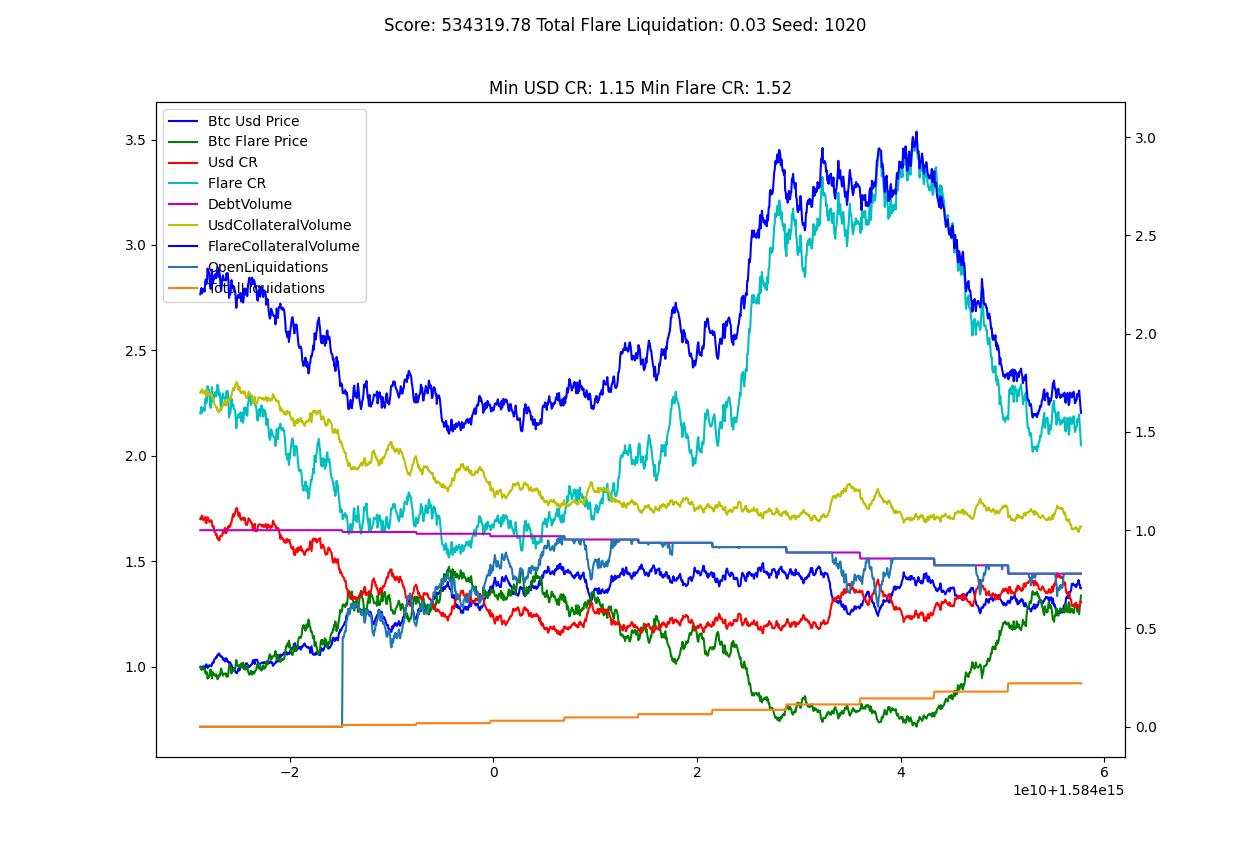 Score: 534319.78 Total Flare Liquidation: 0.03 Seed: 1020
Min USD CR: 1.15 Min Flare CR: 1.52
Btc Usd Price
Btc Flare Price
Usd CR
Flare CR
DebtVolume
UsdCollateralVolume
FlareCollateralVolume
OpenLiquidations
TotalLiquidations
3.5
3.0
2.5
2.0
1.5
1.0
3.0
2.5
2.0
1.5
1.0
0.5
0.0
−2
0
2
4
6
1e10+1.584e15